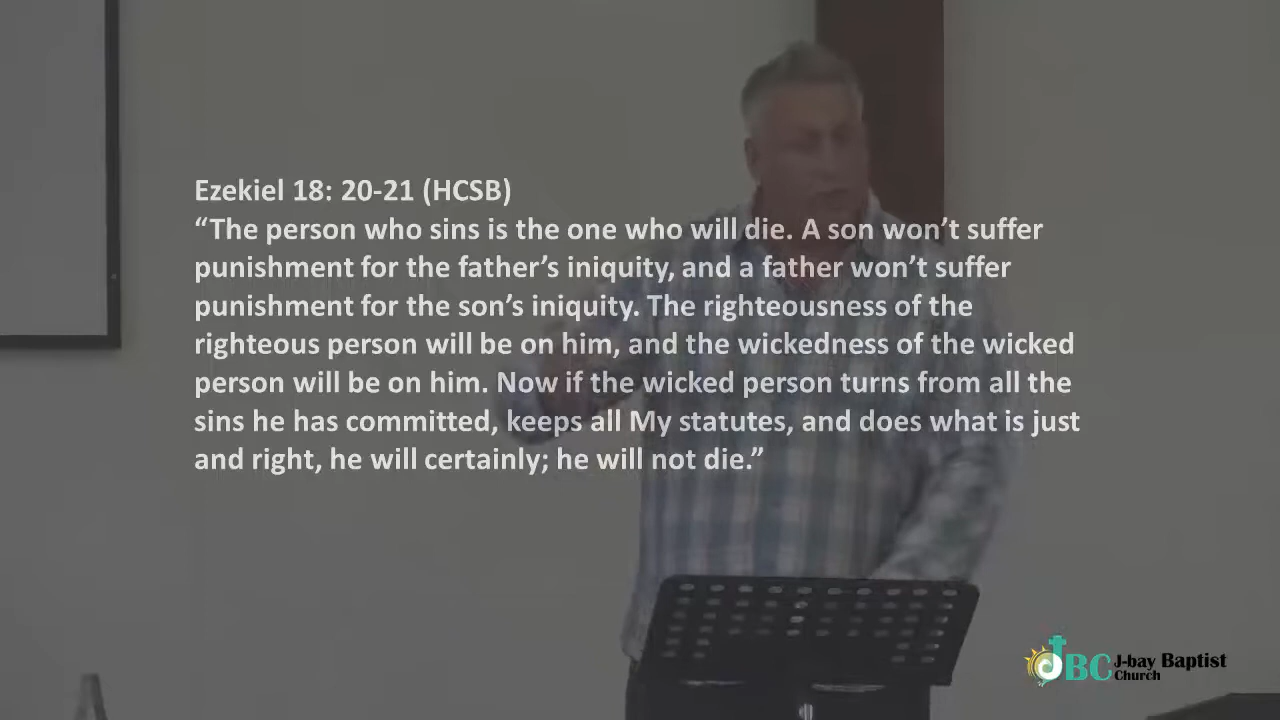 Ezekiel 18: 20-21 (HCSB)
“The person who sins is the one who will die. A son won’t suffer
punishment for the father’s iniquity, and a father won’t suffer
punishment for the son’s iniquity. The righteousness of the
righteous person will be on him, and the wickedness of the wicked
person will be on him. Now if the wicked person turns from all the
sins he has committed, keeps all My statutes, and does what is just
and right, he will certainly; he will not die.”
JBC J-bay Baptist
Church